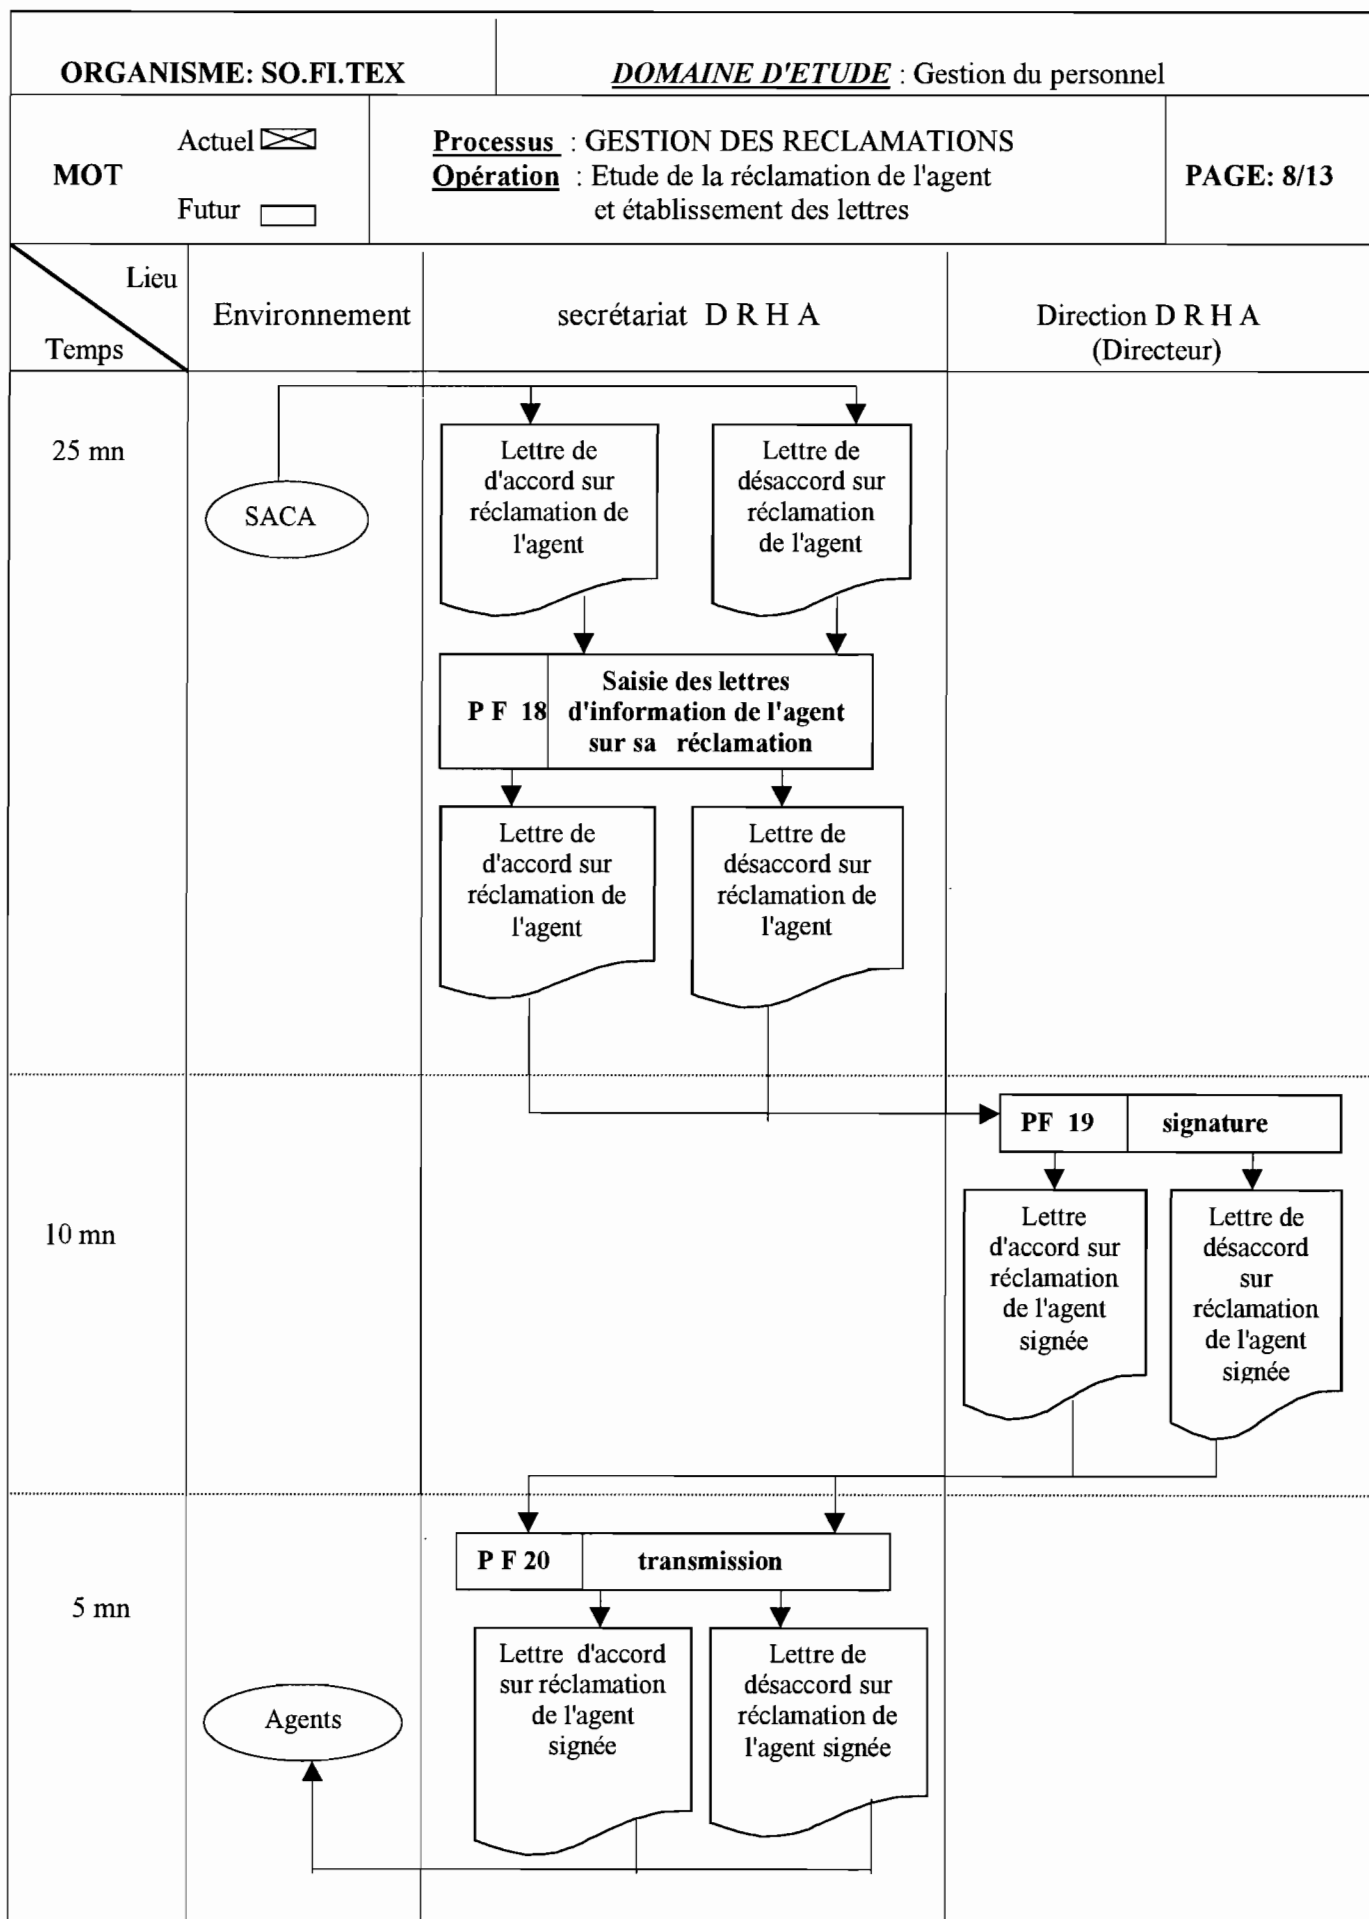 ORGANISME: SO.FI.TEX
DOMAINE D'ETUDE : Gestion du personnel
MOT
Actuel
Futur
Processus : GESTION DES RECLAMATIONS
Opération : Etude de la réclamation de l'agent
et établissement des lettres
PAGE: 8/13
Lieu
Temps
Environnement
secrétariat D R H A
Direction D R H A
(Directeur)
25 mn
SACA
Lettre de
d'accord sur
réclamation de
l'agent
Lettre de
désaccord sur
réclamation
de l'agent
P F 18
Saisie des lettres
d'information de l'agent
sur sa réclamation
Lettre de
d'accord sur
réclamation de
l'agent
Lettre de
désaccord sur
réclamation de
l'agent
10 mn
PF 19
signature
Lettre
d'accord sur
réclamation
de l'agent
signée
Lettre de
désaccord
sur
réclamation
de l'agent
signée
5 mn
P F 20
transmission
Lettre d'accord
sur réclamation
de l'agent
signée
Lettre de
désaccord sur
réclamation de
l'agent signée
Agents